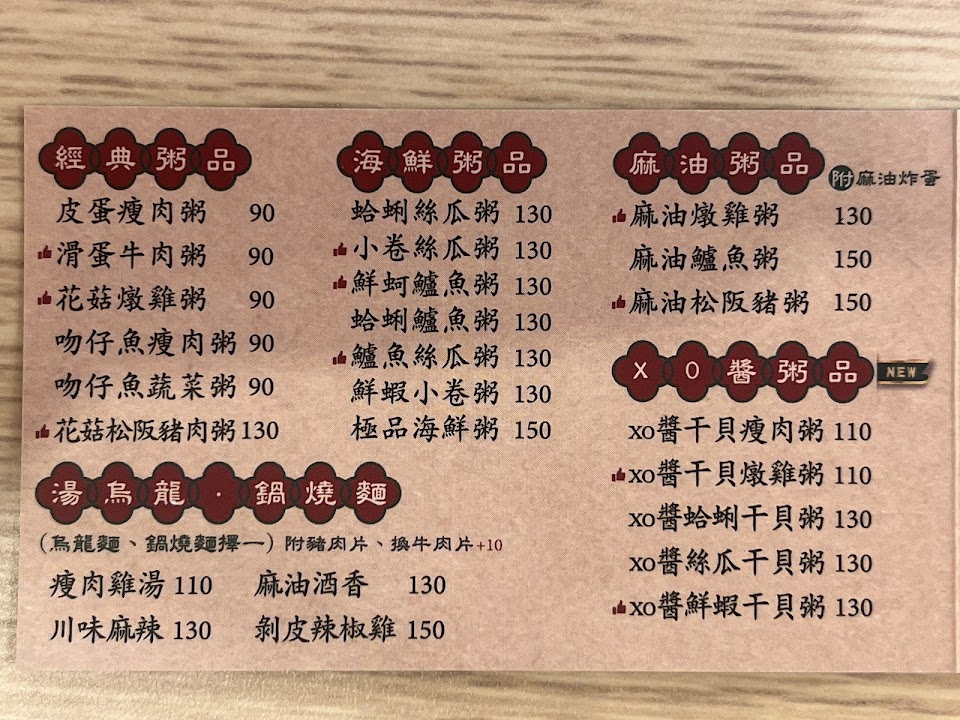 經典粥品
皮蛋瘦肉粥 90
滑蛋牛肉粥 90
花菇燉雞粥 90
吻仔魚瘦肉粥 90
吻仔魚蔬菜粥 90
花菇松阪豬肉粥 130
海鮮粥品
蛤蜊絲瓜粥 130
小卷絲瓜粥 130
鮮蚵鱸魚粥 130
蛤蜊鱸魚粥 130
鱸魚絲瓜粥 130
鮮蝦小卷粥 130
極品海鮮粥 150
麻油粥品 附麻油炸蛋
麻油燉雞粥 130
麻油鱸魚粥 150
麻油松阪豬粥 150
XO醬粥品 NEW
xo醬干貝瘦肉粥 110
xo醬干貝燉雞粥 110
xo醬蛤蜊干貝粥 130
xo醬絲瓜干貝粥 130
xo醬鮮蝦干貝粥 130
湯烏龍·鍋燒麵
(烏龍麵、鍋燒麵擇一) 附豬肉片、換牛肉片+10
瘦肉雞湯 110 麻油酒香 130
川味麻辣 130 剝皮辣椒雞 150